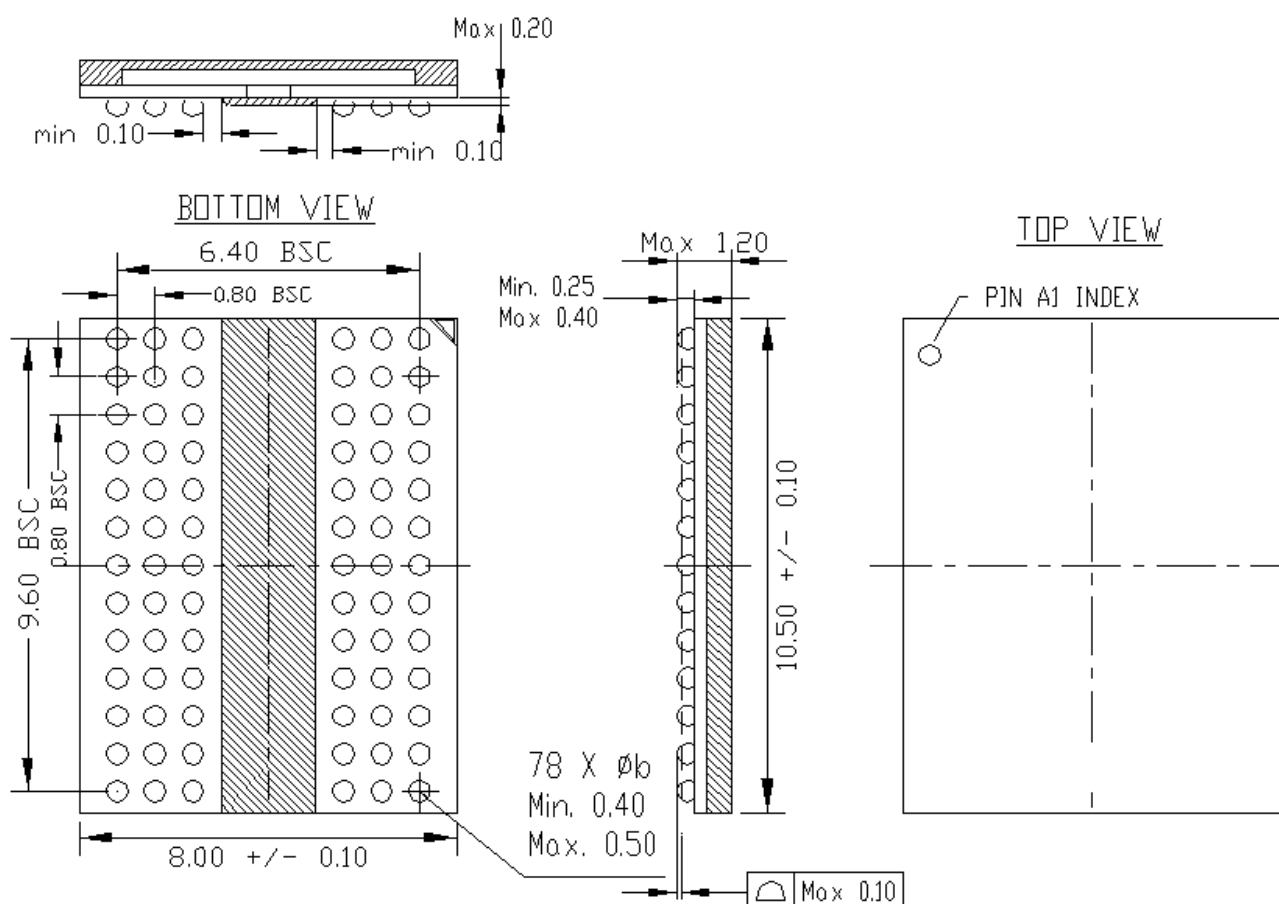 Max 0.20
min 0.10
min 0.10
BOTTOM VIEW
6.40 BSC
0.80 BSC
9.60 BSC
0.80 BSC
8.00 +/- 0.10
Max 1.20
Min. 0.25
Max 0.40
10.50 +/- 0.10
78 X Øb
Min. 0.40
Max. 0.50
Max 0.10
TOP VIEW
PIN A1 INDEX